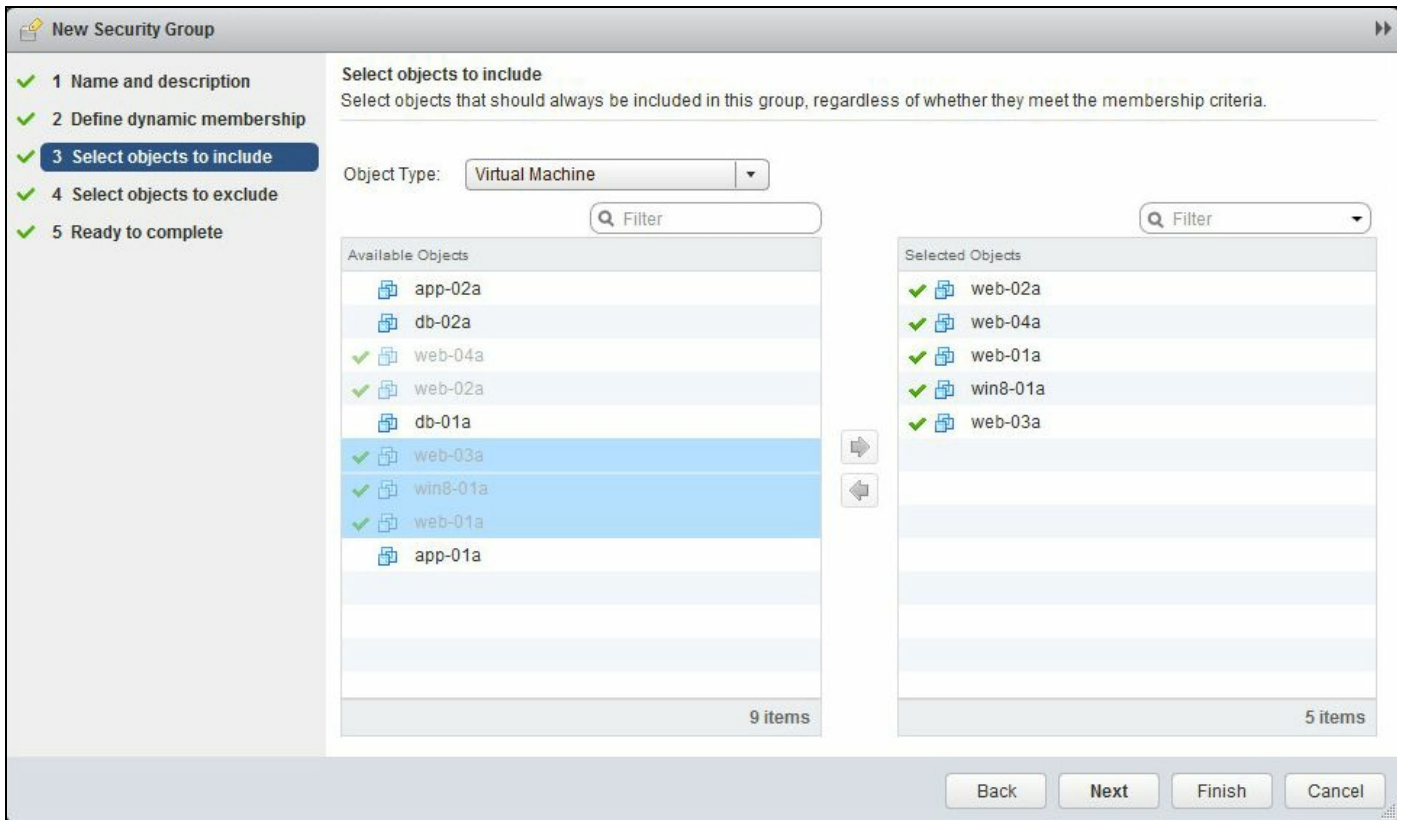 New Security Group
1 Name and description
2 Define dynamic membership
3 Select objects to include
4 Select objects to exclude
5 Ready to complete
Select objects to include
Select objects that should always be included in this group, regardless of whether they meet the membership criteria.
Object Type: Virtual Machine
Filter
Available Objects
app-02a
db-02a
web-04a
web-02a
db-01a
web-03a
win8-01a
web-01a
app-01a
9 items
Filter
Selected Objects
web-02a
web-04a
web-01a
win8-01a
web-03a
5 items
Back Next Finish Cancel